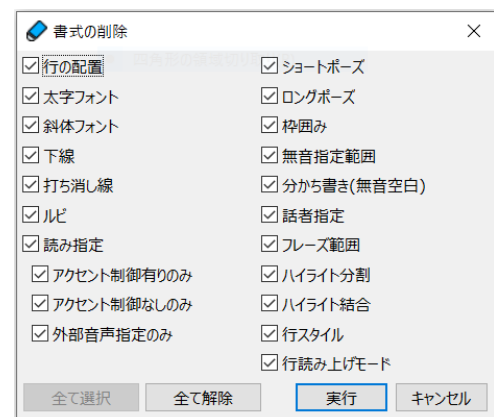 書式の削除
行の配置
太字フォント
斜体フォント
下線
打ち消し線
ルビ
読み指定
アクセント制御有りのみ
アクセント制御なしのみ
外部音声指定のみ
ショートポーズ
ロングポーズ
枠囲み
無音指定範囲
分かち書き(無音空白)
話者指定
フレーズ範囲
ハイライト分割
ハイライト結合
行スタイル
行読み上げモード
全て選択
全て解除
実行
キャンセル